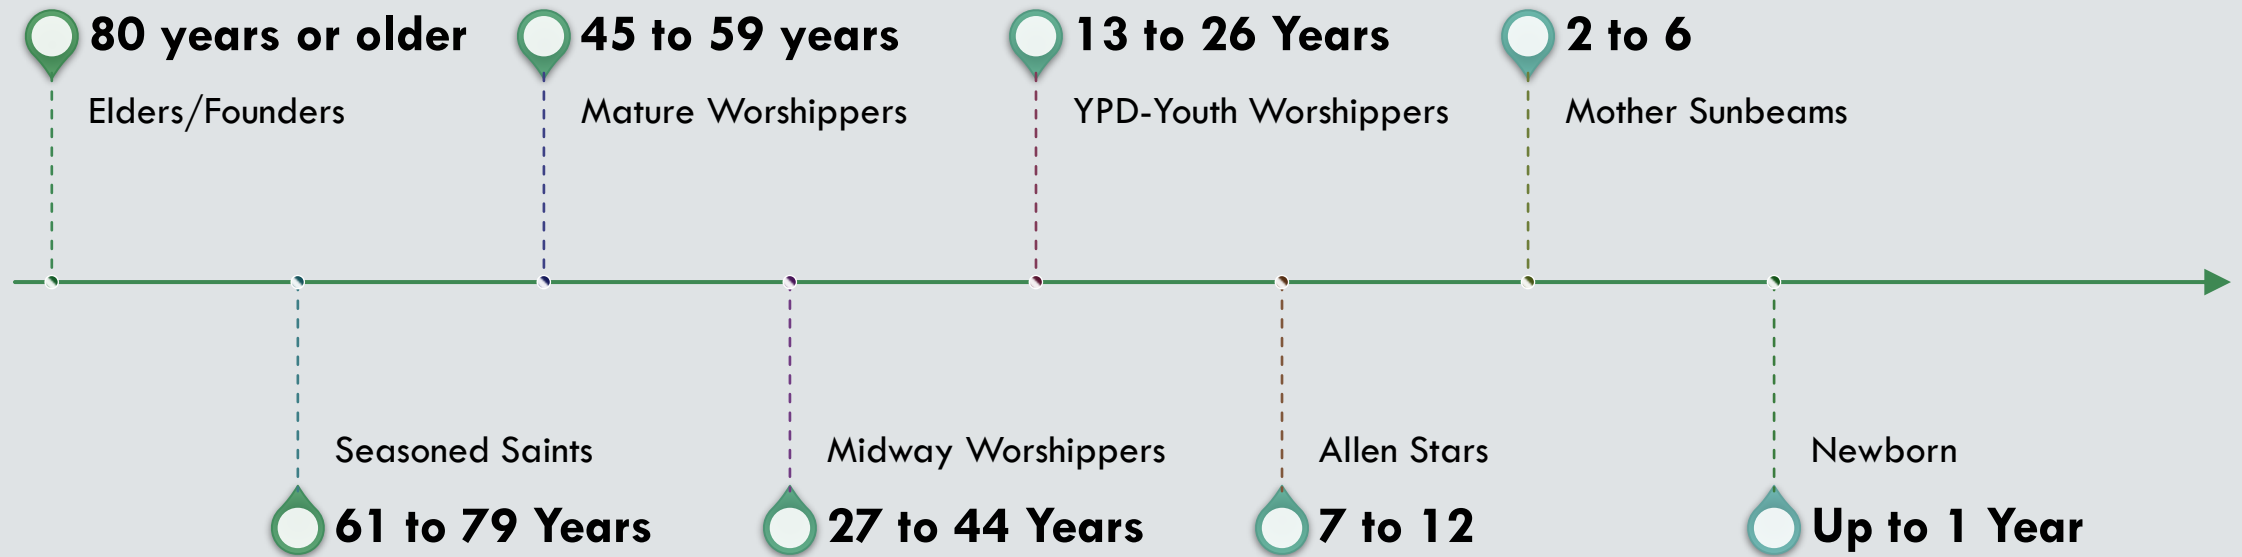 80 years or older
Elders/Founders
45 to 59 years
Mature Worshippers
13 to 26 Years
YPD-Youth Worshippers
2 to 6
Mother Sunbeams
Seasoned Saints
61 to 79 Years
Midway Worshippers
27 to 44 Years
Allen Stars
7 to 12
Newborn
Up to 1 Year